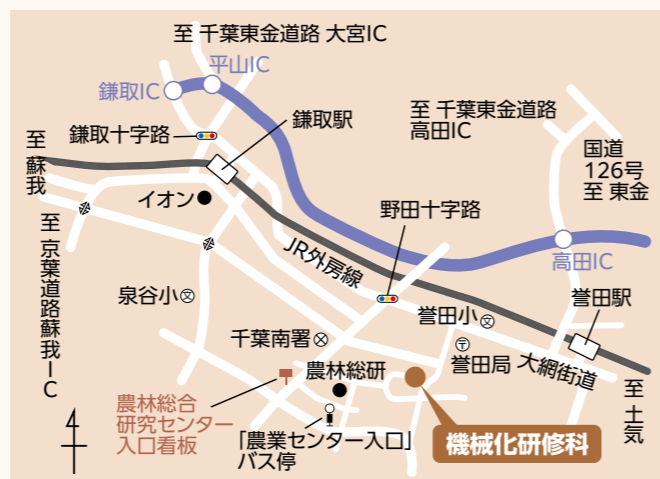 至 千葉東金道路 大宮IC
平山IC
鎌取IC
鎌取駅
至 千葉東金道路
高田IC
鎌取十字路
国道
126号
至 東金
至 蘇我
イオン
野田十字路
至 京葉道路蘇我IC
JR外房線
高田IC
泉谷小
文
誉田駅
誉田小
文
千葉南署
誉田局
大網街道
農林総研
至 土気
農林総合
研究センター
入口看板
「農業センター入口」
バス停
機械化研修科